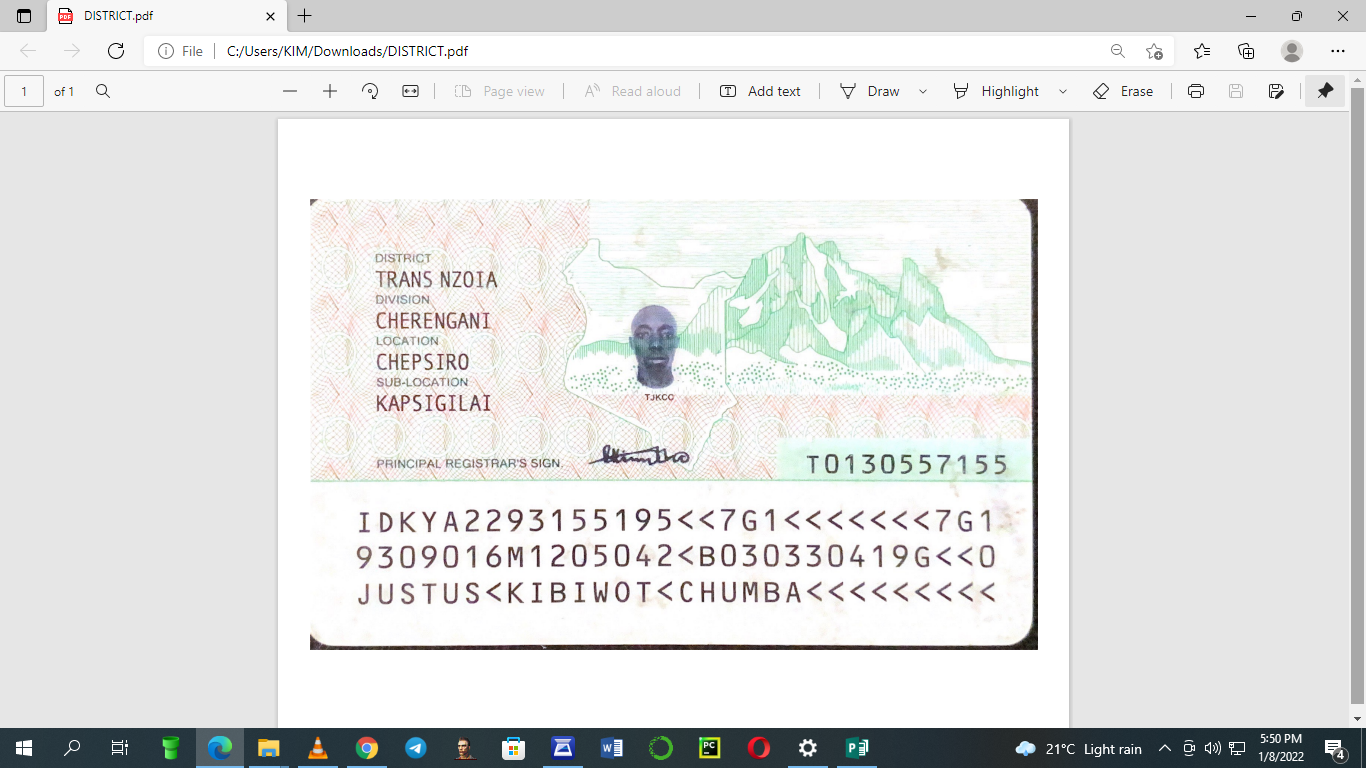 DISTRICT.pdf
File
C:/Users/KIM/Downloads/DISTRICT.pdf
1 of 1
Page view
Read aloud
Add text
Draw
Highlight
Erase
DISTRICT
TRANS NZOIA
DIVISION
CHERENGANI
LOCATION
CHEPSIRO
SUB-LOCATION
KAPSIGILAI
TJKCC
PRINCIPAL REGISTRAR'S SIGN.
T0130557155
IDKYA2293155195<<7G1<<<<<<<7G1
9309016M1205042<B030330419G<<0
JUSTUS<KIBIWOT<CHUMBA<<<<<<<<<
21°C Light rain
5:50 PM
1/8/2022
4